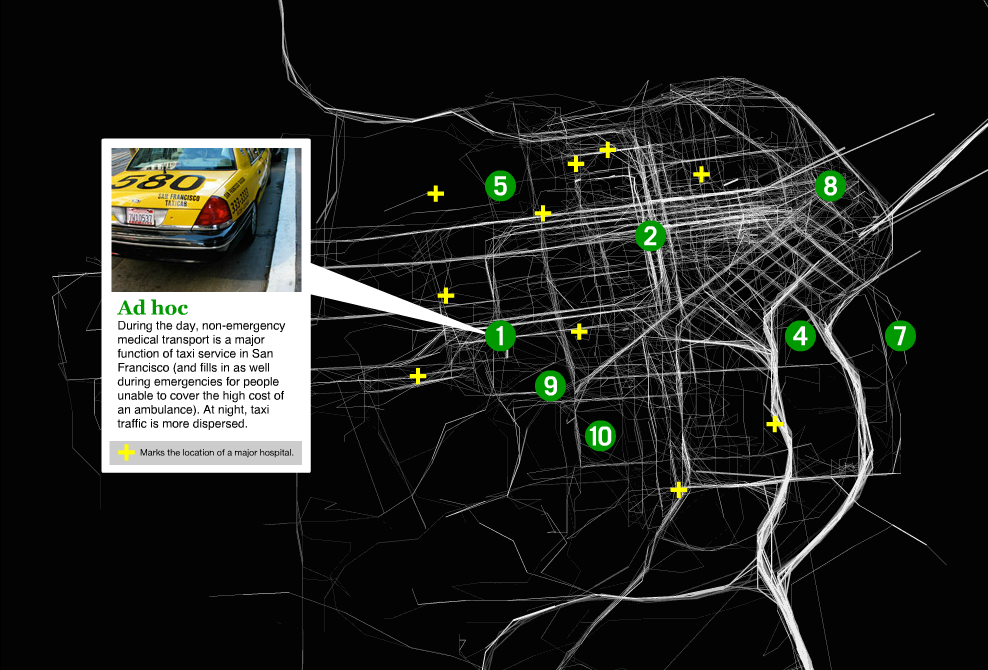 580
SAN FRANCISCO
TAXICAB
Ad hoc
During the day, non-emergency
medical transport is a major
function of taxi service in San
Francisco (and fills in as well
during emergencies for people
unable to cover the high cost of
an ambulance). At night, taxi
traffic is more dispersed.
Marks the location of a major hospital.
5
8
2
1
4
7
9
10